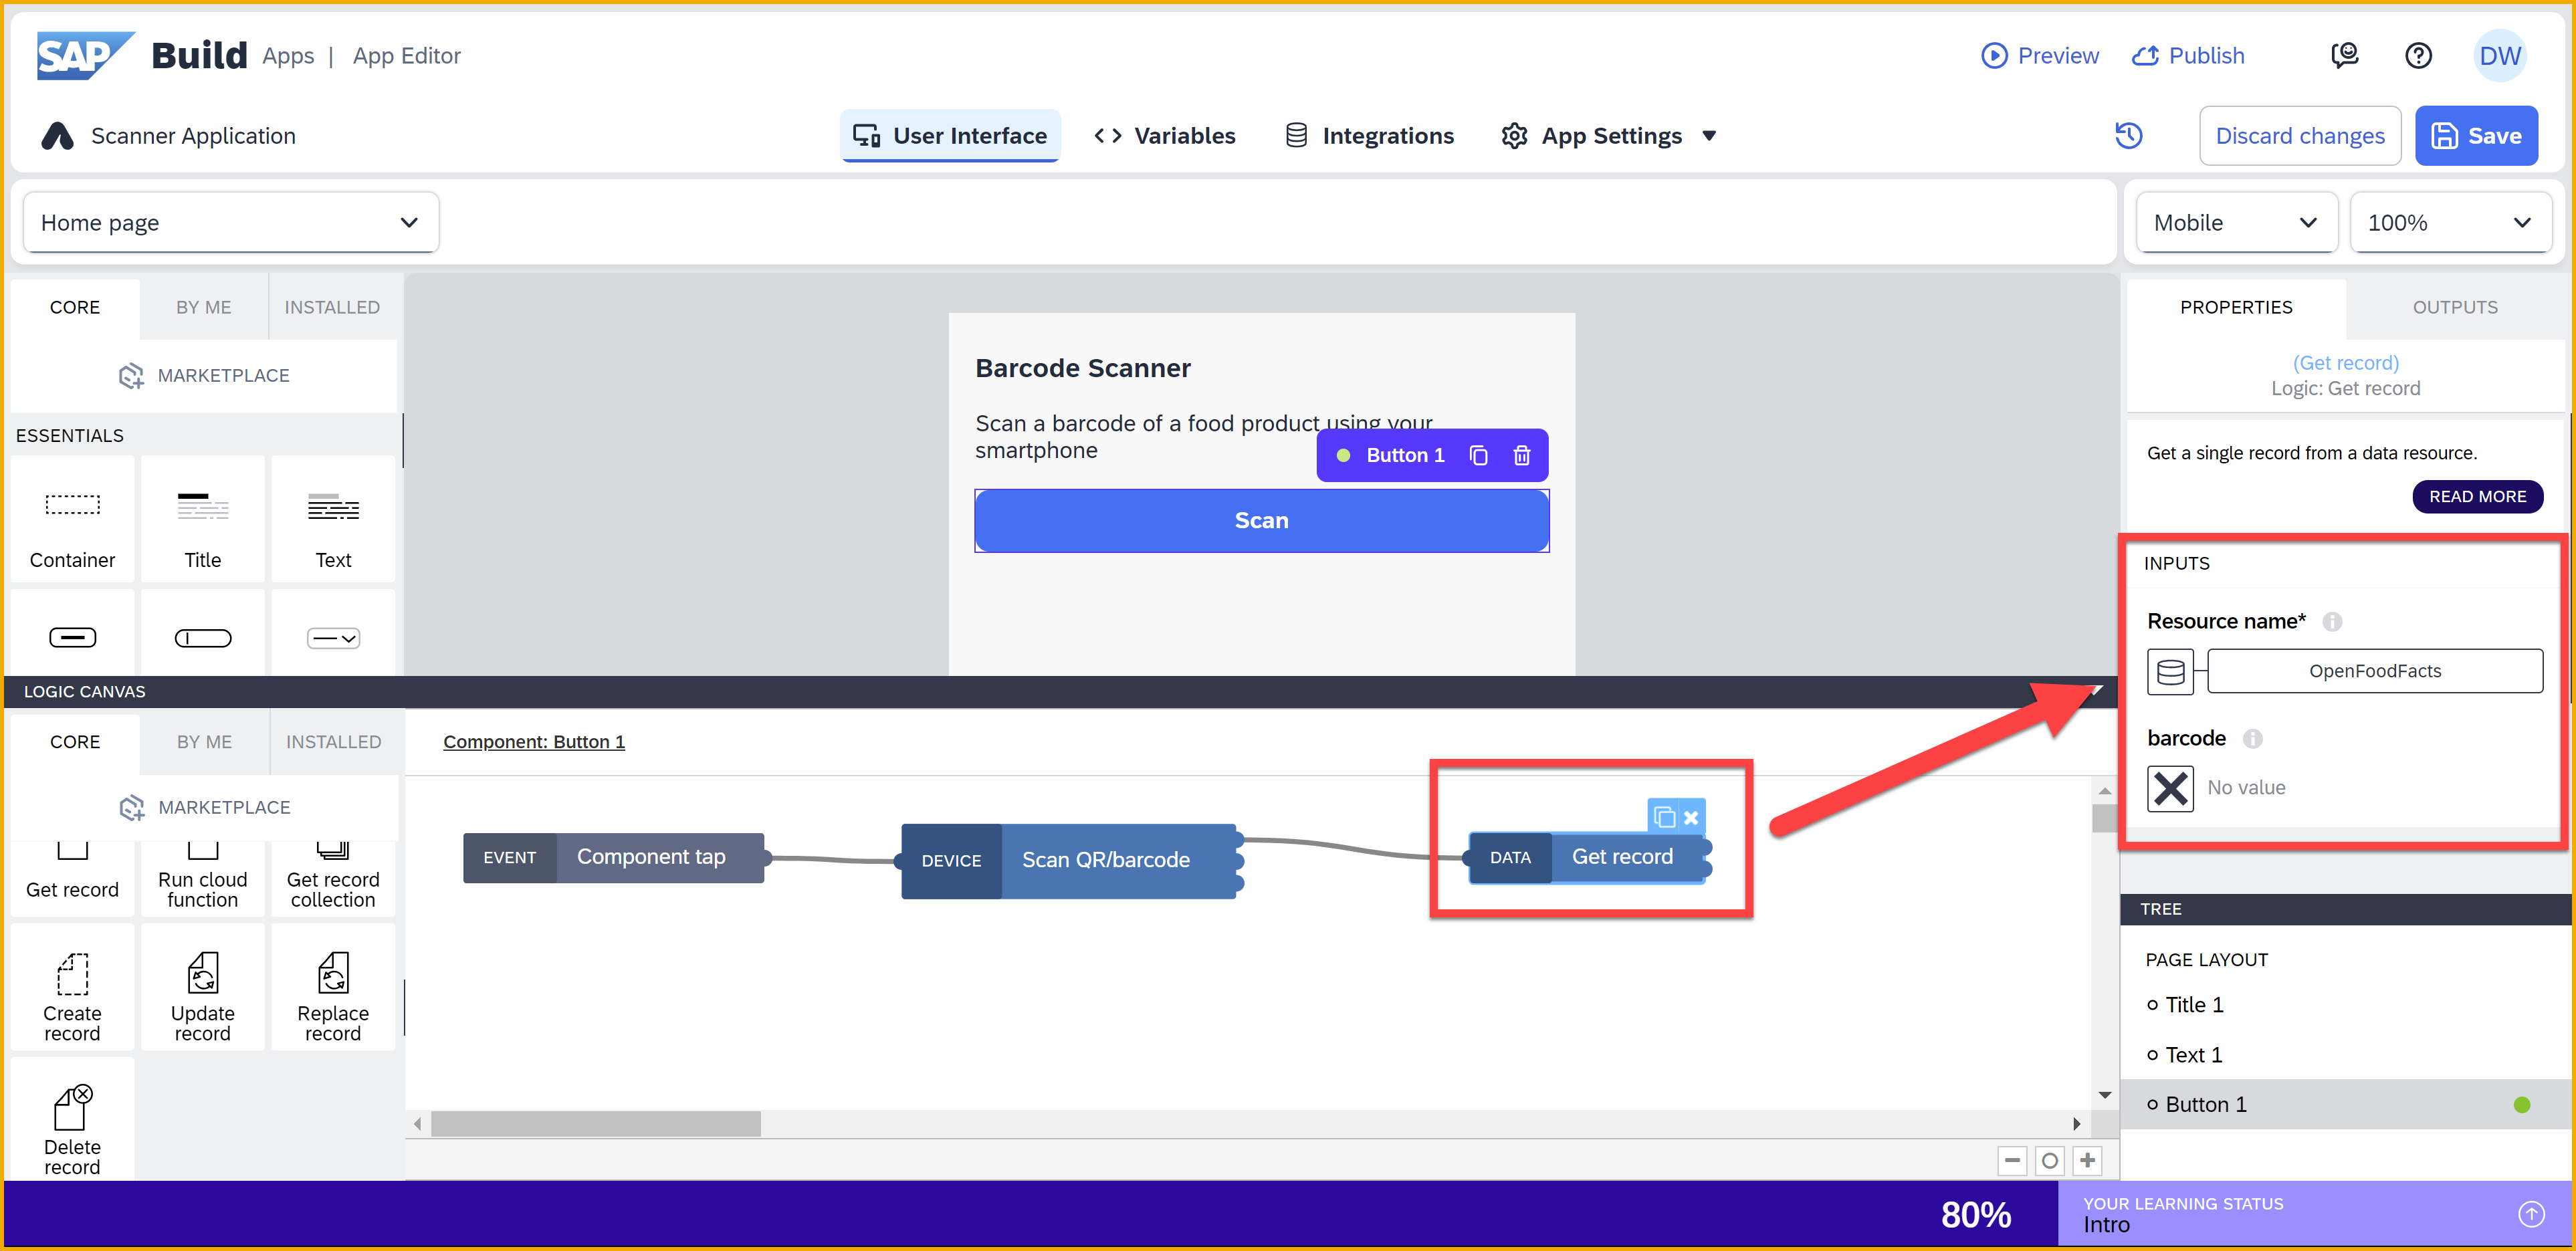 SAP Build Apps | App Editor
Preview
Publish
DW
Scanner Application
User Interface
Variables
Integrations
App Settings
Discard changes
Save
Home page
Mobile
100%
CORE
BY ME
INSTALLED
MARKETPLACE
ESSENTIALS
Container
Title
Text
Barcode Scanner
Scan a barcode of a food product using your
smartphone
Button 1
Scan
PROPERTIES
OUTPUTS
(Get record)
Logic: Get record
Get a single record from a data resource.
READ MORE
INPUTS
Resource name*
OpenFoodFacts
barcode
No value
LOGIC CANVAS
CORE
BY ME
INSTALLED
MARKETPLACE
Get record
Run cloud
function
Get record
collection
Create
record
Update
record
Replace
record
Delete
record
Component: Button 1
EVENT
Component tap
DEVICE
Scan QR/barcode
DATA
Get record
TREE
PAGE LAYOUT
Title 1
Text 1
Button 1
80%
YOUR LEARNING STATUS
Intro